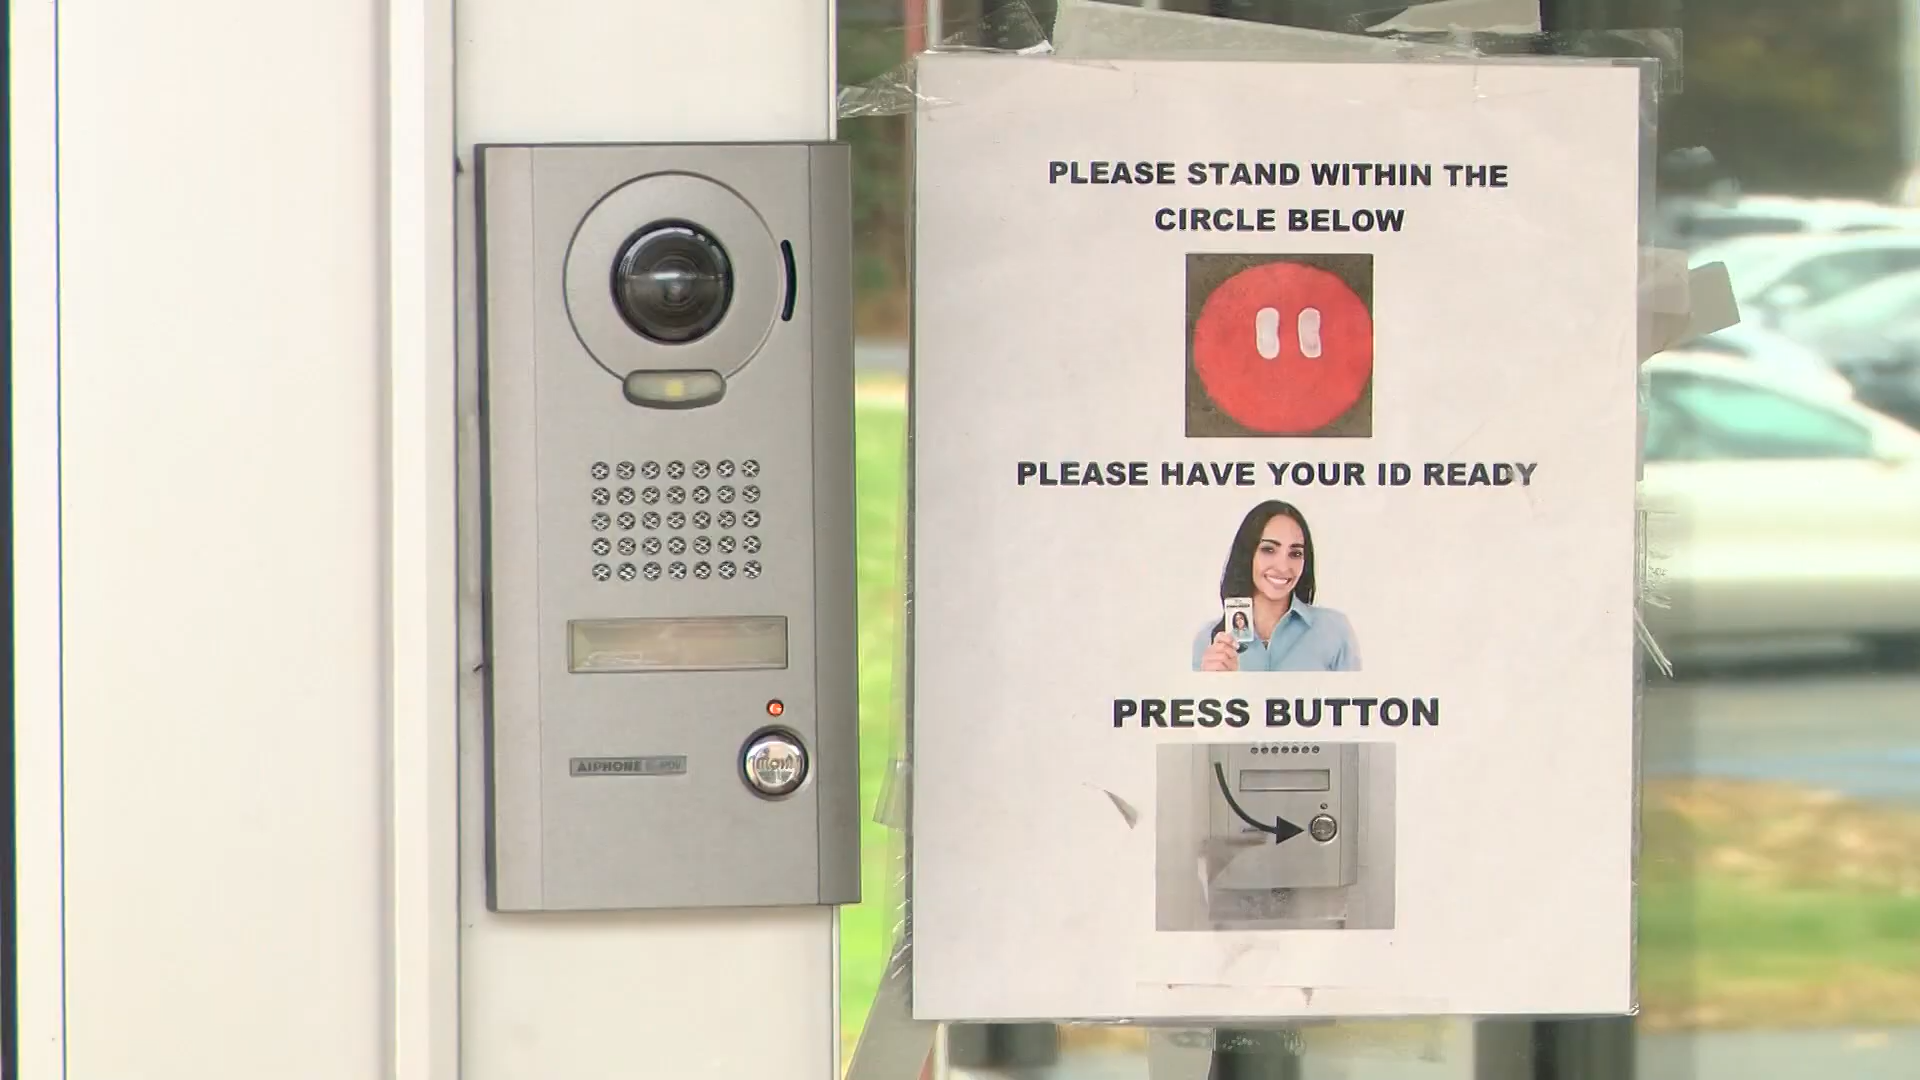 PLEASE STAND WITHIN THE
CIRCLE BELOW
PLEASE HAVE YOUR ID READY
PRESS BUTTON
AIPHONE